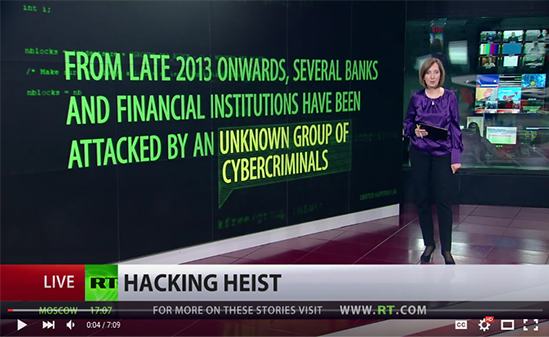 int i;
nblocks
/* Make
nblocks = nb
FROM LATE 2013 ONWARDS, SEVERAL BANKS
AND FINANCIAL INSTITUTIONS HAVE BEEN
ATTACKED BY AN UNKNOWN GROUP OF
CYBERCRIMINALS
LIVE RT HACKING HEIST
MOSCOW 17:07 FOR MORE ON THESE STORIES VISIT WWW.RT.COM
0:04 / 7:09 CC HD